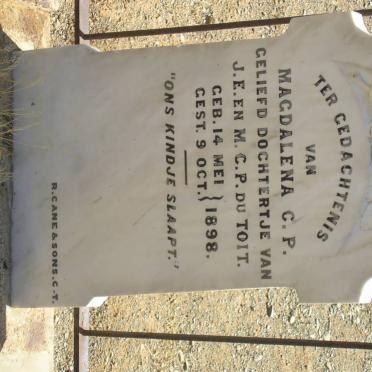 TER GEDACHTENIS
VAN
MAGDALENA C. P.
GELIEFD DOCHTERTJE VAN
J. E. EN M. C. P. DU TOIT.
GEB. 14 MEI
GEST. 9 OCT. } 1898.
"ONS KINDJE SLAAPT."
R. CANE & SONS. C. T.